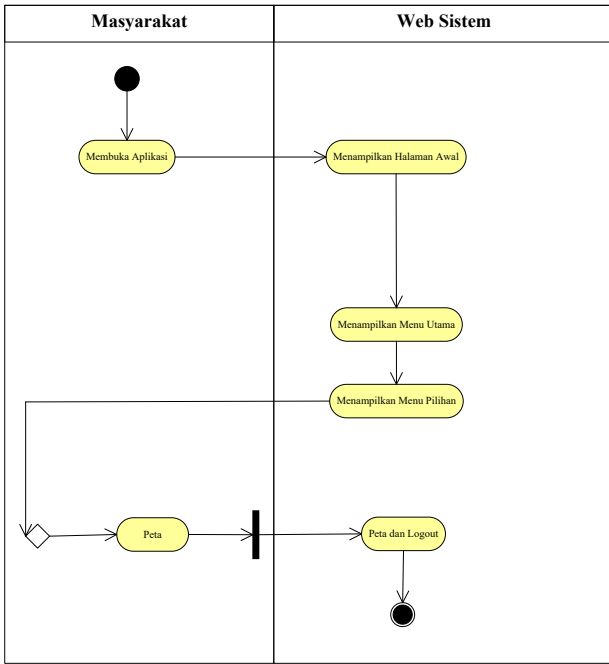 Masyarakat
Web Sistem
Membuka Aplikasi
Menampilkan Halaman Awal
Menampilkan Menu Utama
Menampilkan Menu Pilihan
Peta
Peta dan Logout